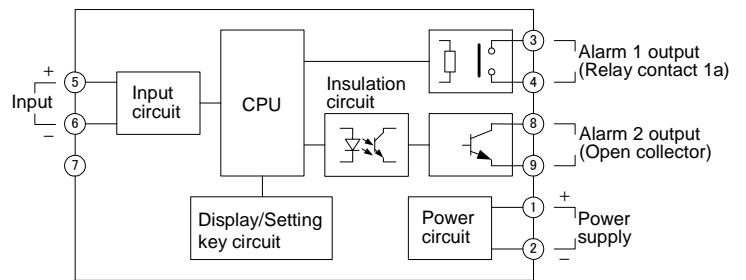 3
Alarm 1 output
(Relay contact 1a)
4
+
5
Input
6
−
7
Input
circuit
CPU
Insulation
circuit
8
Alarm 2 output
(Open collector)
9
Display/Setting
key circuit
Power
circuit
1
+
Power
supply
2
−